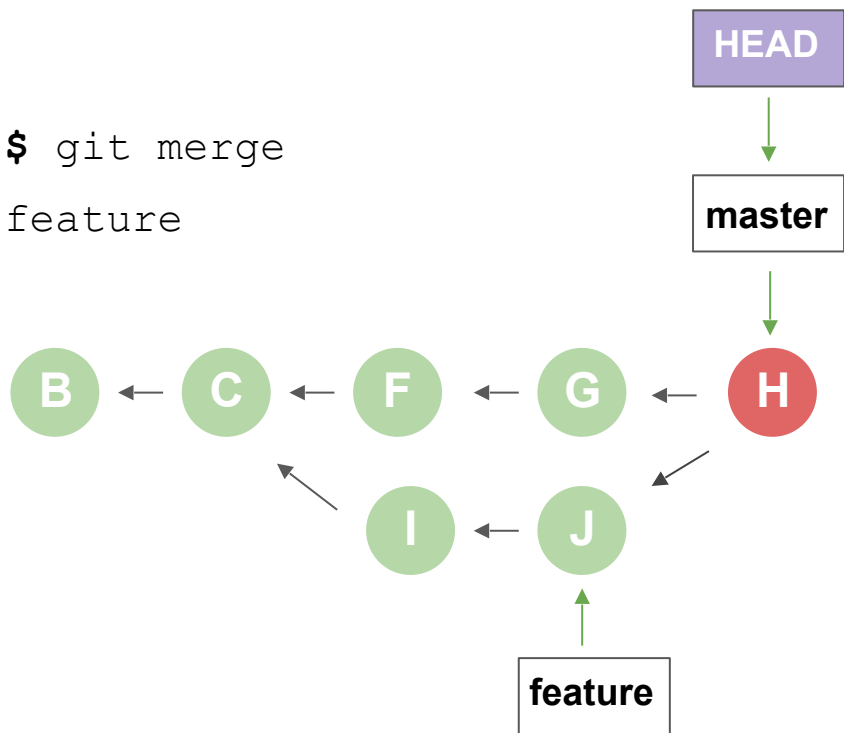 HEAD
$ git merge
feature
master
B C F G H
I J
feature